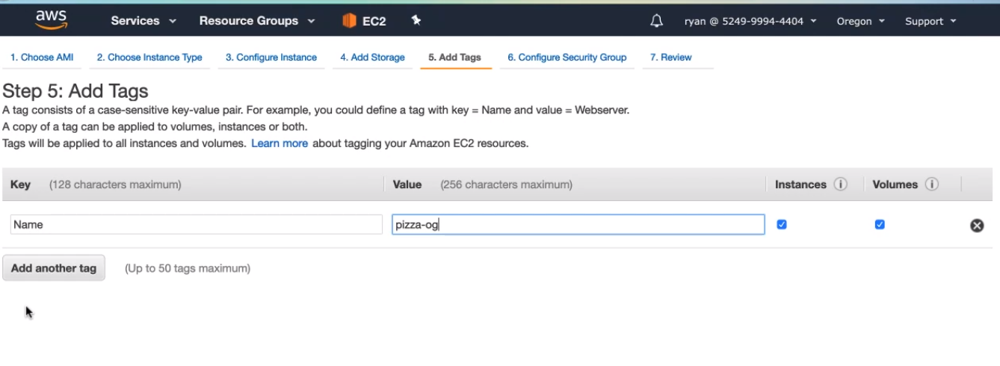 aws Services Resource Groups EC2 ryan @ 5249-9994-4404 Oregon Support
1. Choose AMI 2. Choose Instance Type 3. Configure Instance 4. Add Storage 5. Add Tags 6. Configure Security Group 7. Review
Step 5: Add Tags
A tag consists of a case-sensitive key-value pair. For example, you could define a tag with key = Name and value = Webserver.
A copy of a tag can be applied to volumes, instances or both.
Tags will be applied to all instances and volumes. Learn more about tagging your Amazon EC2 resources.
Key (128 characters maximum) Value (256 characters maximum) Instances i Volumes i
Name pizza-og
Add another tag (Up to 50 tags maximum)